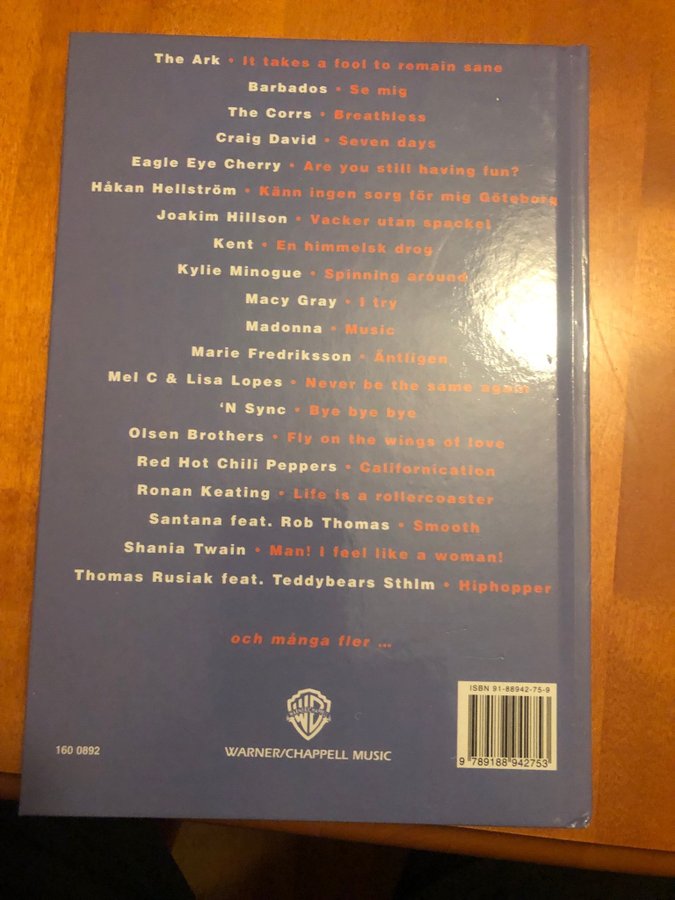 The Ark • It takes a fool to remain sane
Barbados • Se mig
The Corrs • Breathless
Craig David • Seven days
Eagle Eye Cherry • Are you still having fun?
Håkan Hellström • Känn ingen sorg för mig Göteborg
Joakim Hillson • Vacker utan spackel
Kent • En himmelsk drog
Kylie Minogue • Spinning around
Macy Gray • I try
Madonna • Music
Marie Fredriksson • Äntligen
Mel C & Lisa Lopes • Never be the same again
'N Sync • Bye bye bye
Olsen Brothers • Fly on the wings of love
Red Hot Chili Peppers • Californication
Ronan Keating • Life is a rollercoaster
Santana feat. Rob Thomas • Smooth
Shania Twain • Man! i feel like a woman!
Thomas Rusiak feat. Teddybears Sthlm • Hiphopper
och många fler ...
ISBN 91-88942-75-9
9 789188 942753
160 0892
WARNER/CHAPPELL MUSIC